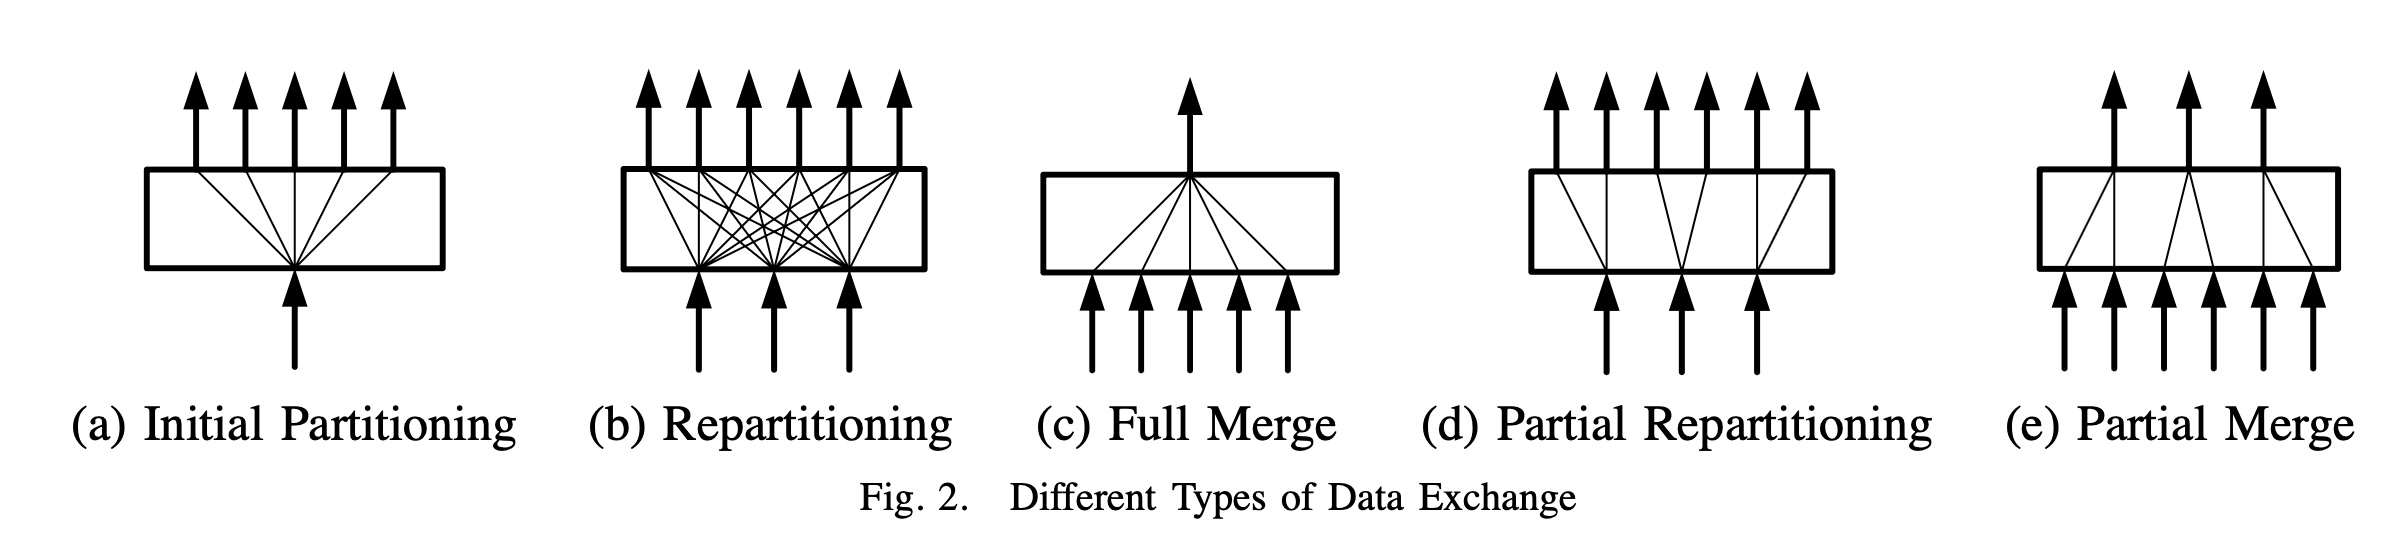 (a) Initial Partitioning (b) Repartitioning (c) Full Merge (d) Partial Repartitioning (e) Partial Merge
Fig. 2. Different Types of Data Exchange